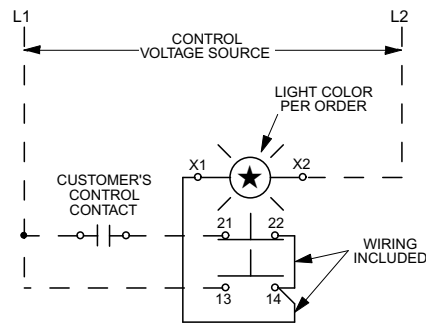 L1
L2
CONTROL
VOLTAGE SOURCE
LIGHT COLOR
PER ORDER
X1
X2
CUSTOMER'S
CONTROL
CONTACT
21
22
WIRING
INCLUDED
13
14